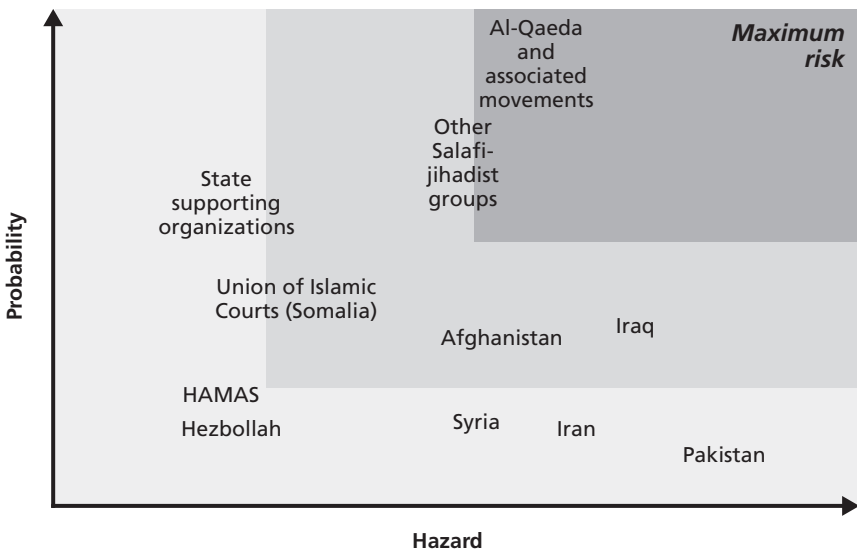 Al-Qaeda
and
associated
movements
Maximum
risk
Other
Salafi-
jihadist
groups
State
supporting
organizations
Union of Islamic
Courts (Somalia)
Afghanistan
Iraq
HAMAS
Hezbollah
Syria
Iran
Pakistan
Probability
Hazard